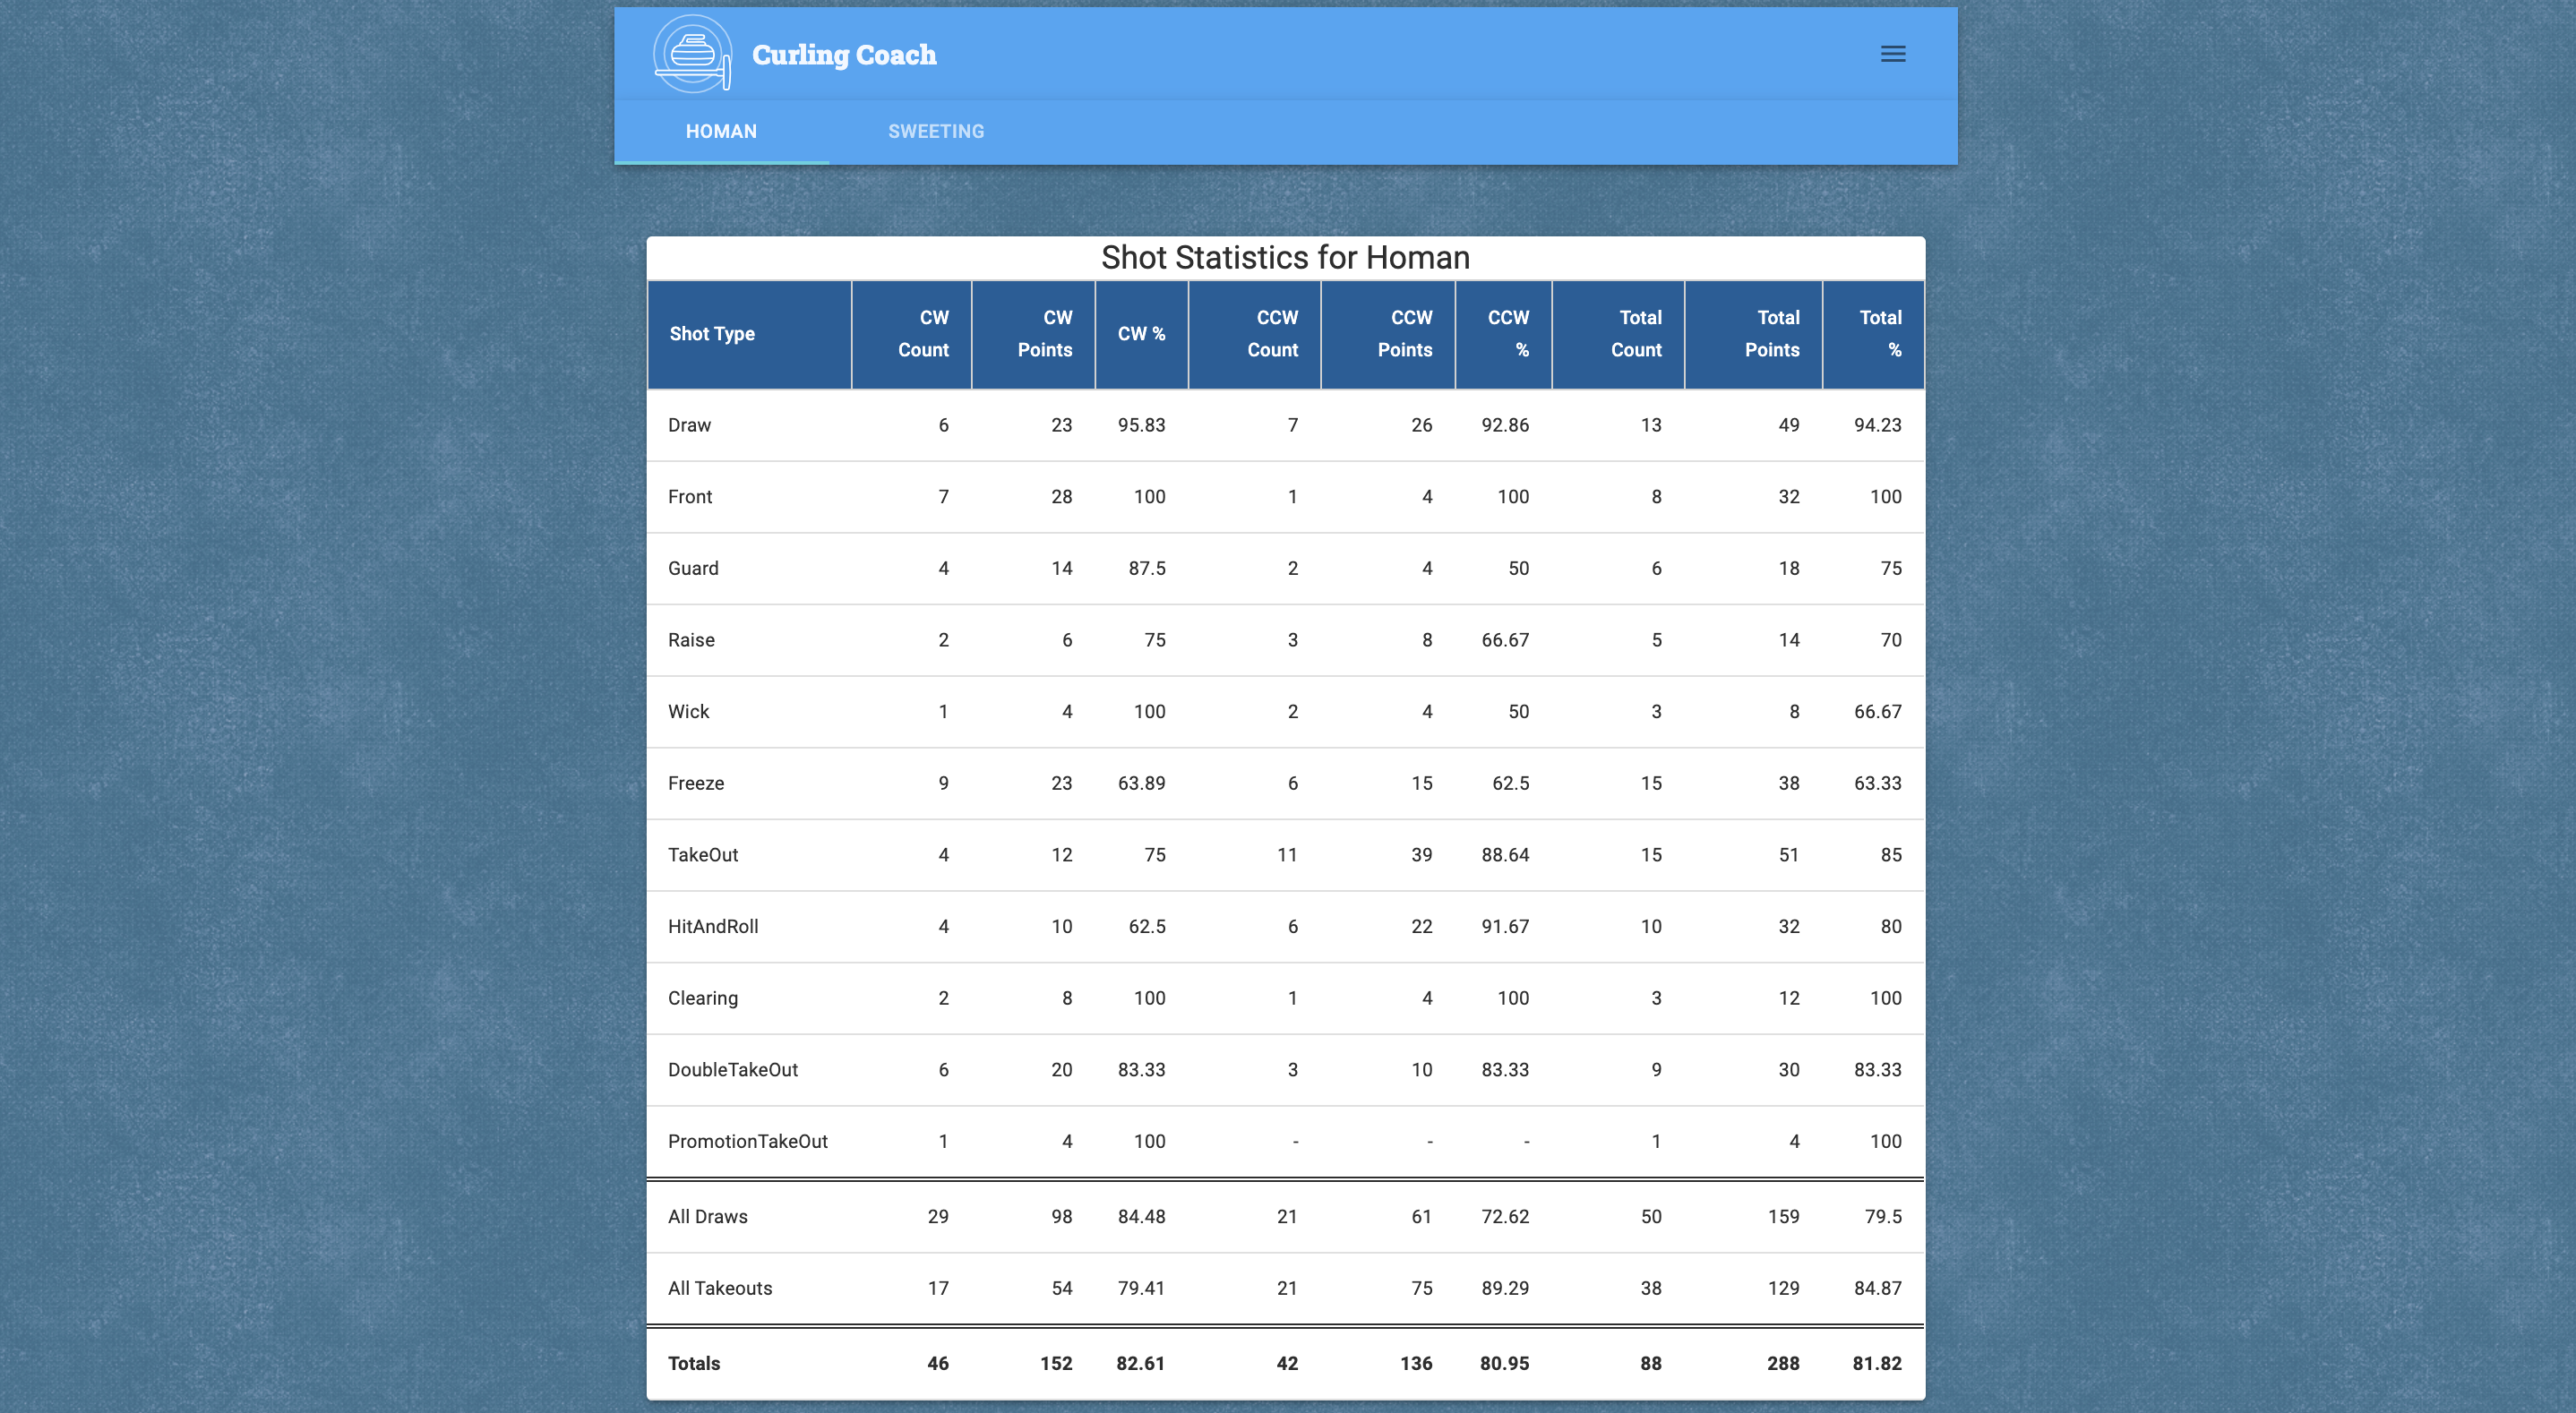 Curling Coach
HOMAN SWEETING
Shot Statistics for Homan
Shot Type CW Count CW Points CW % CCW Count CCW Points CCW % Total Count Total Points Total %
Draw 6 23 95.83 7 26 92.86 13 49 94.23
Front 7 28 100 1 4 100 8 32 100
Guard 4 14 87.5 2 4 50 6 18 75
Raise 2 6 75 3 8 66.67 5 14 70
Wick 1 4 100 2 4 50 3 8 66.67
Freeze 9 23 63.89 6 15 62.5 15 38 63.33
TakeOut 4 12 75 11 39 88.64 15 51 85
HitAndRoll 4 10 62.5 6 22 91.67 10 32 80
Clearing 2 8 100 1 4 100 3 12 100
DoubleTakeOut 6 20 83.33 3 10 83.33 9 30 83.33
PromotionTakeOut 1 4 100 - - - 1 4 100
All Draws 29 98 84.48 21 61 72.62 50 159 79.5
All Takeouts 17 54 79.41 21 75 89.29 38 129 84.87
Totals 46 152 82.61 42 136 80.95 88 288 81.82